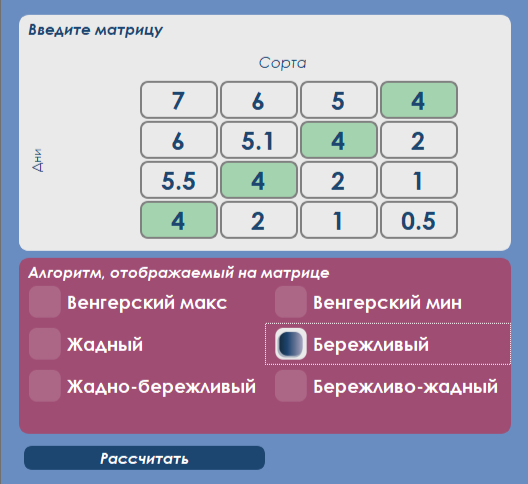 Введите матрицу
Сорта
Дни
7 6 5 4
6 5.1 4 2
5.5 4 2 1
4 2 1 0.5
Алгоритм, отображаемый на матрице
Венгерский макс Венгерский мин
Жадный Бережливый
Жадно-бережливый Бережливо-жадный
Рассчитать